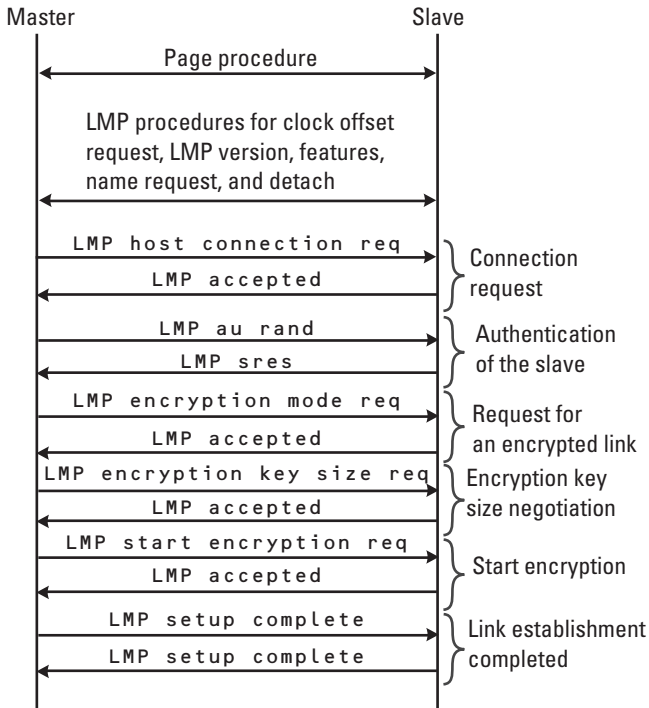 Master
Slave
Page procedure
LMP procedures for clock offset
request, LMP version, features,
name request, and detach
LMP host connection req
LMP accepted
Connection
request
LMP au rand
LMP sres
Authentication
of the slave
LMP encryption mode req
LMP accepted
Request for
an encrypted link
LMP encryption key size req
LMP accepted
Encryption key
size negotiation
LMP start encryption req
LMP accepted
Start encryption
LMP setup complete
LMP setup complete
Link establishment
completed